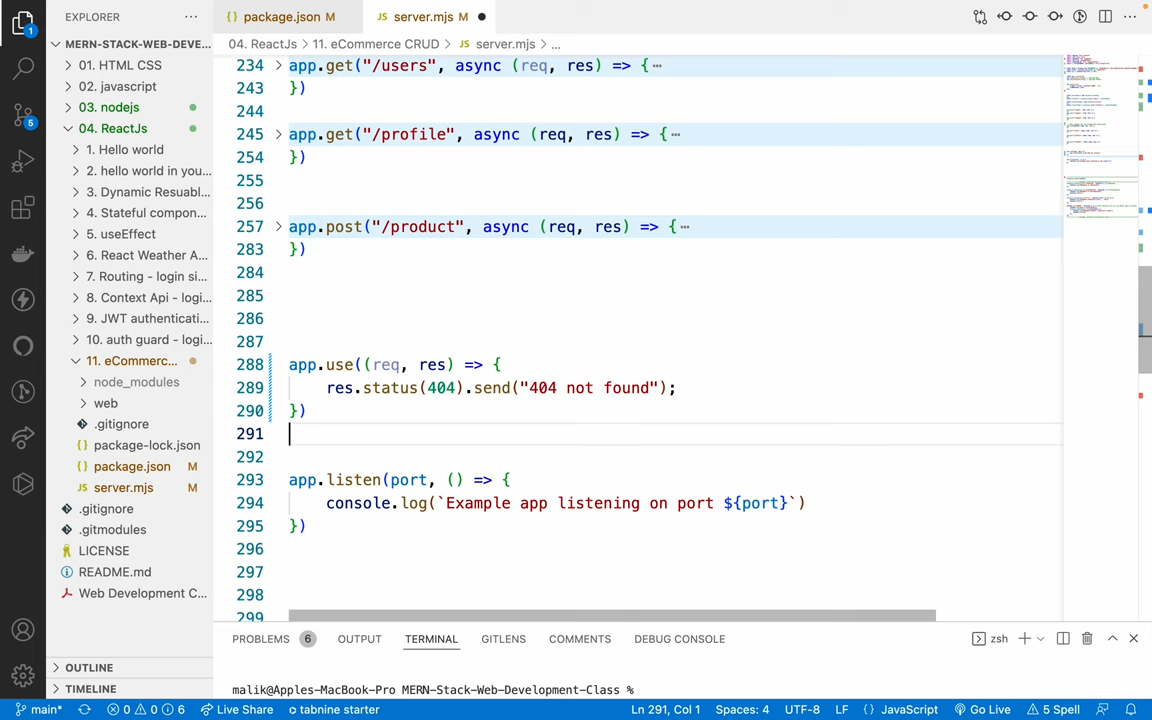 EXPLORER
package.json M
JS server.mjs M
1
MERN-STACK-WEB-DEVE...
04. ReactJs > 11. eCommerce CRUD > JS server.mjs > ...
01. HTML CSS
02. javascript
03. nodejs
04. ReactJs
1. Hello world
2. hello world in you...
3. Dynamic Resuabl...
4. Stateful compon...
5. useEffect
6. React Weather A...
7. Routing - login si...
8. Context Api - logi...
9. JWT authenticati...
10. auth guard - logi...
11. eCommerc...
node_modules
web
.gitignore
package-lock.json
package.json M
JS server.mjs M
.gitignore
.gitmodules
LICENSE
README.md
Web Development C...
OUTLINE
TIMELINE
5
234 app.get("/users", async (req, res) => {…
243 })
244
245 app.get("/profile", async (req, res) => {…
254 })
255
256
257 app.post("/product", async (req, res) => {…
283 })
284
285
286
287
288 app.use((req, res) => {
289 res.status(404).send("404 not found");
290 })
291
292
293 app.listen(port, () => {
294 console.log(`Example app listening on port ${port}`)
295 })
296
297
298
299
PROBLEMS 6 OUTPUT TERMINAL GITLENS COMMENTS DEBUG CONSOLE
zsh
malik@Apples-MacBook-Pro MERN-Stack-Web-Development-Class %
main* 0 0 6 Live Share tabnine starter Ln 291, Col 1 Spaces: 4 UTF-8 LF {} JavaScript Go Live 5 Spell